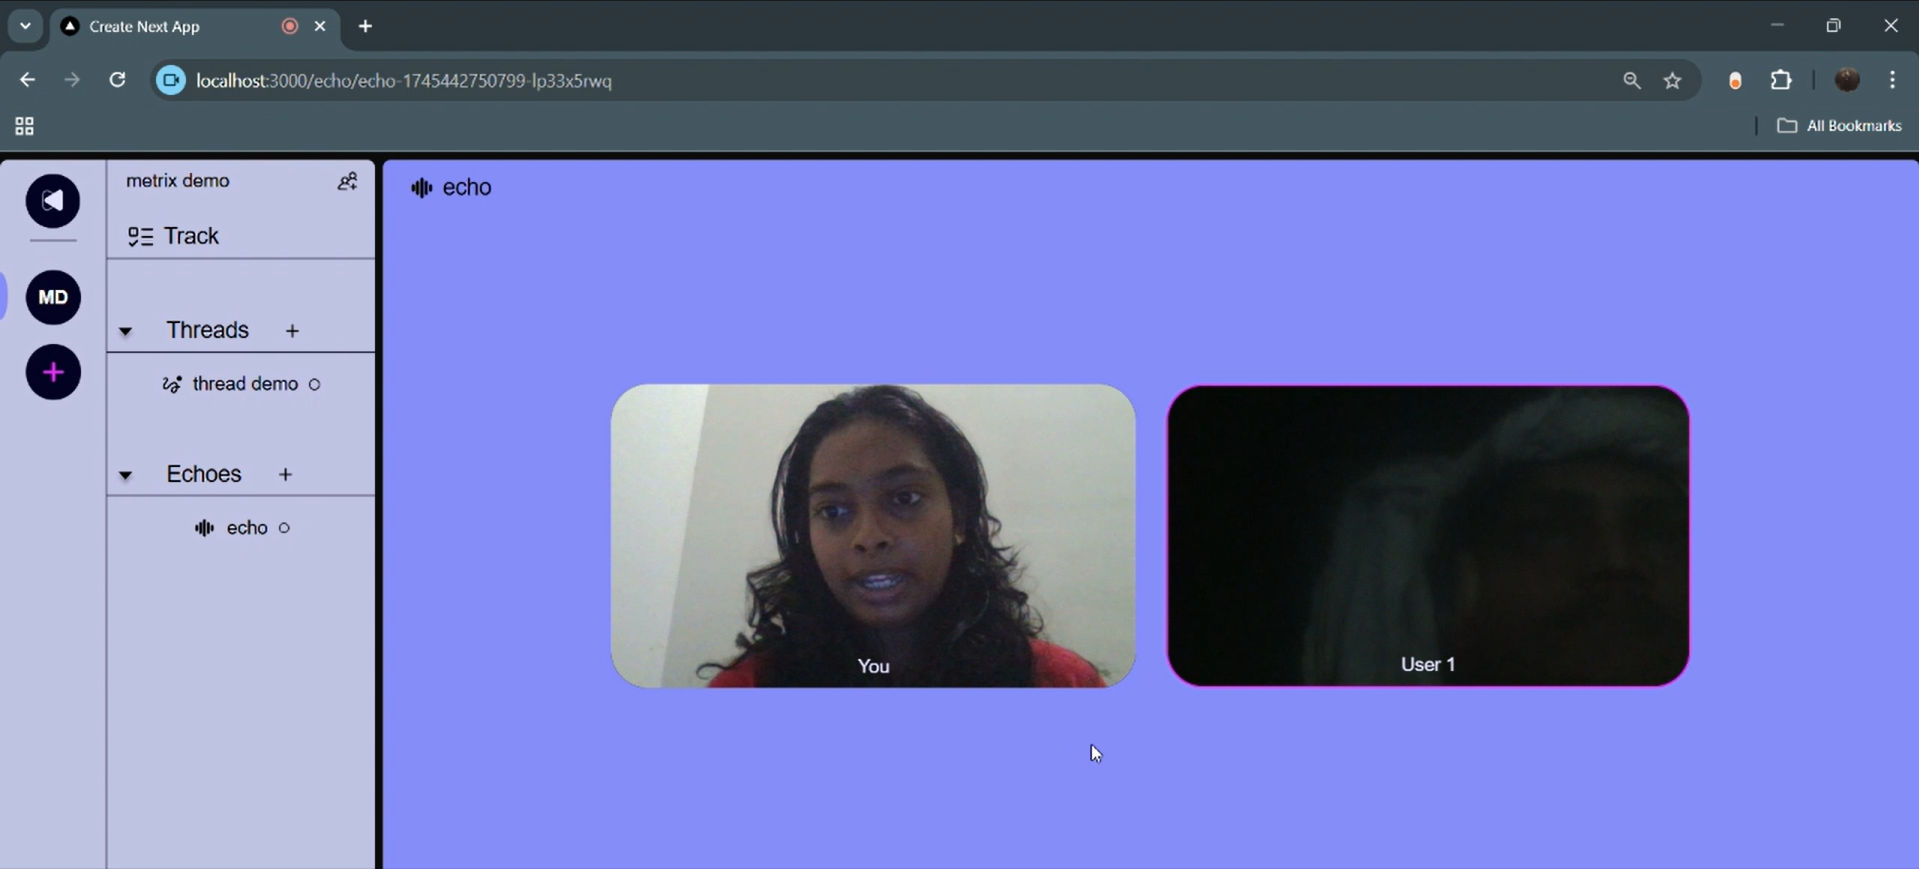 Create Next App
localhost:3000/echo/echo-1745442750799-lp33x5rwq
All Bookmarks
metrix demo
echo
Track
MD
Threads +
thread demo
Echoes +
echo
You
User 1